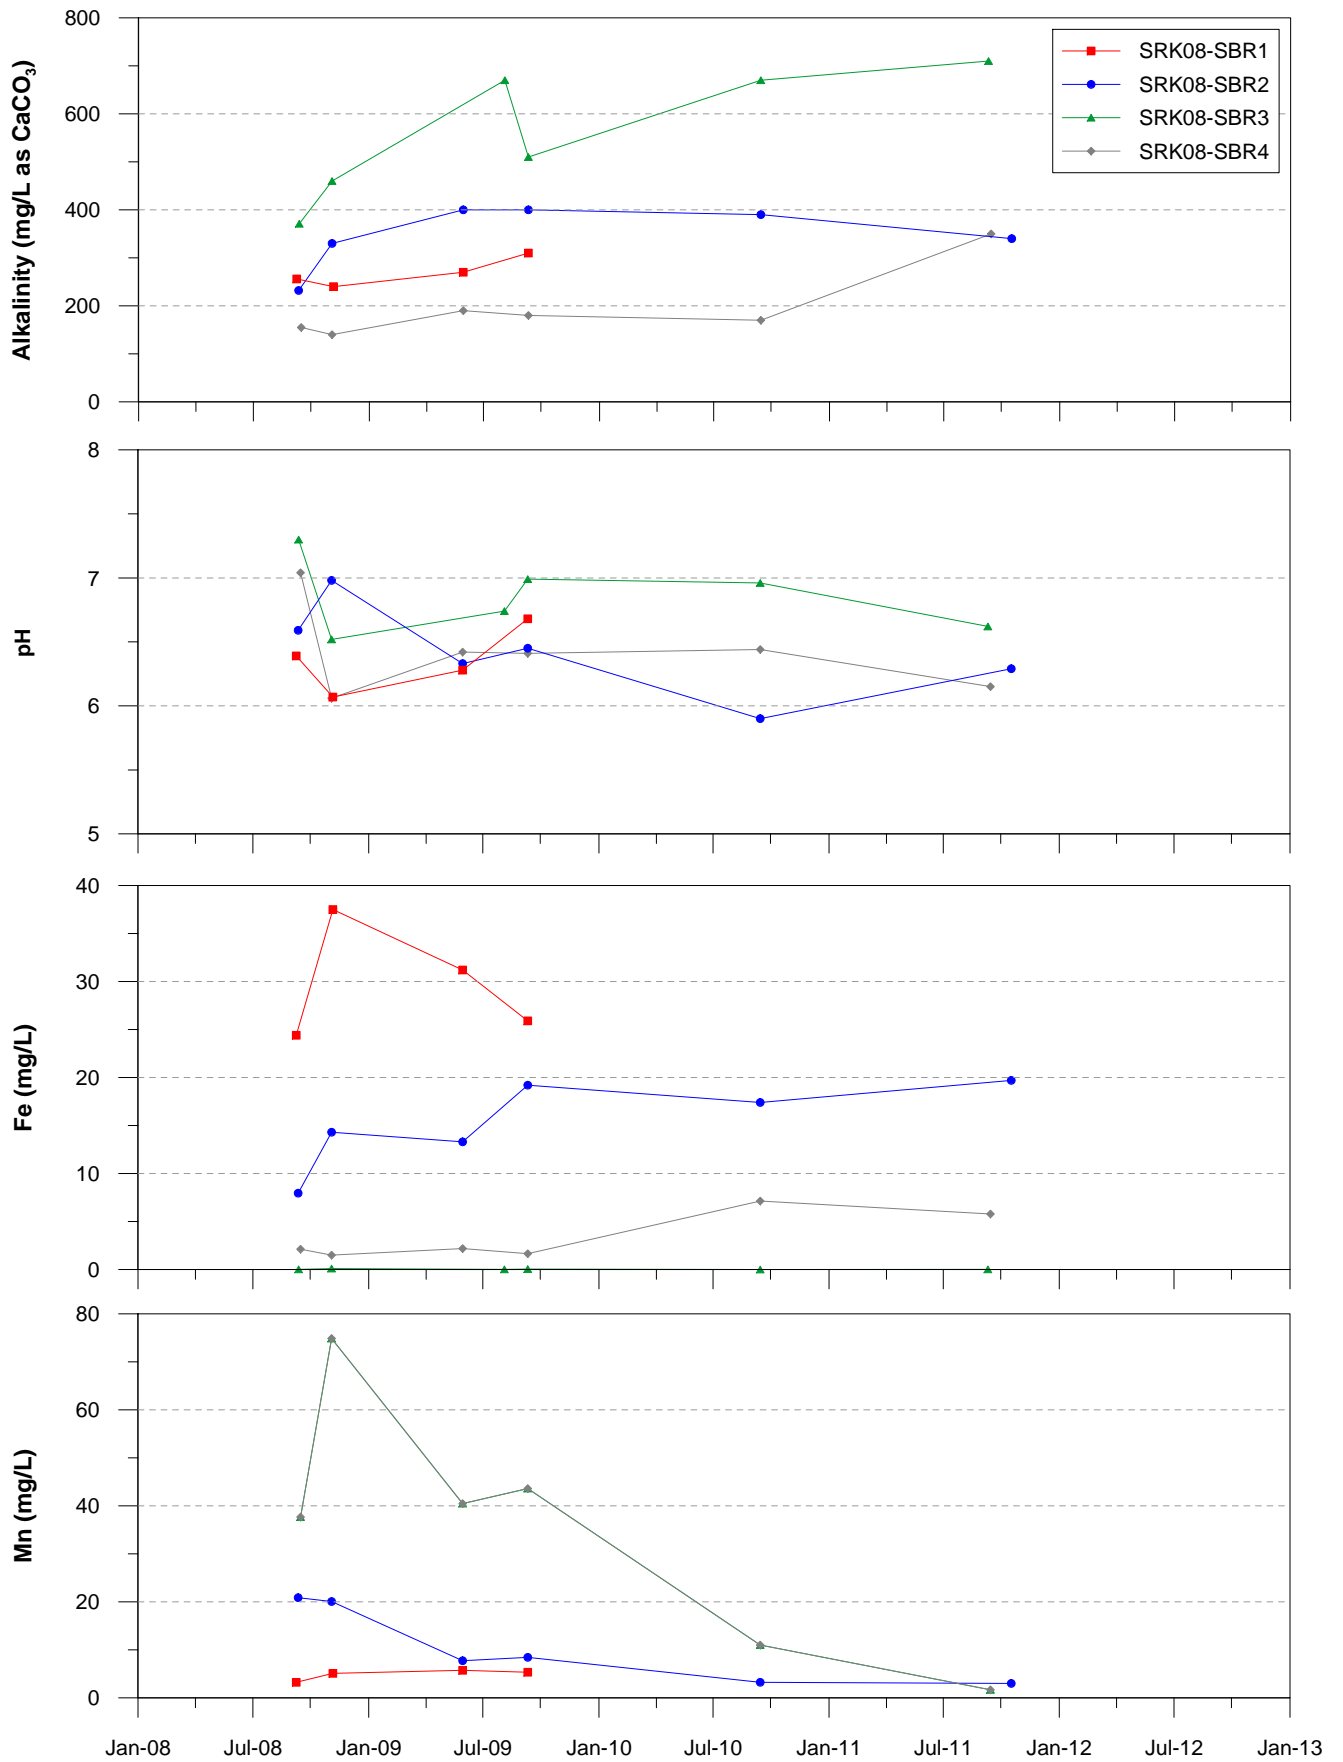 800
600
400
200
0
Alkalinity (mg/L as CaCO₃)
SRK08-SBR1
SRK08-SBR2
SRK08-SBR3
SRK08-SBR4
8
7
6
5
pH
40
30
20
10
0
Fe (mg/L)
80
60
40
20
0
Mn (mg/L)
Jan-08 Jul-08 Jan-09 Jul-09 Jan-10 Jul-10 Jan-11 Jul-11 Jan-12 Jul-12 Jan-13